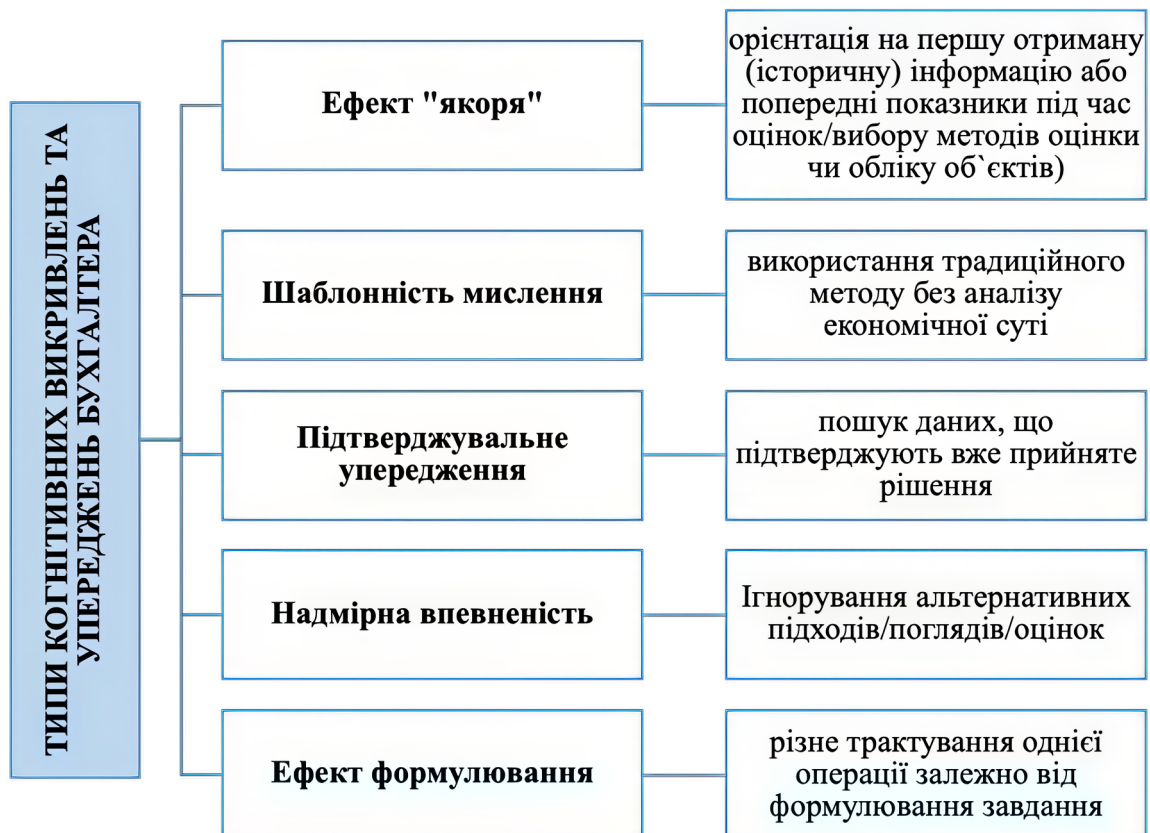 ТИПИ КОГНІТИВНИХ ВИКРИВЛЕНЬ ТА
УПЕРЕДЖЕНЬ БУХГАЛТЕРА
Ефект "якоря"
орієнтація на першу отриману
(історичну) інформацію або
попередні показники під час
оцінок/вибору методів оцінки
чи обліку об`єктів)
Шаблонність мислення
використання традиційного
методу без аналізу
економічної суті
Підтверджувальне
упередження
пошук даних, що
підтверджують вже прийняте
рішення
Надмірна впевненість
Ігнорування альтернативних
підходів/поглядів/оцінок
Ефект формулювання
різне трактування однієї
операції залежно від
формулювання завдання